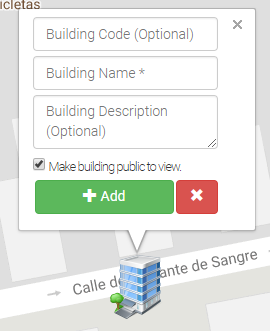 icletas
Building Code (Optional)
Building Name *
Building Description
(Optional)
Make building public to view.
Add
Calle de ante de Sangre